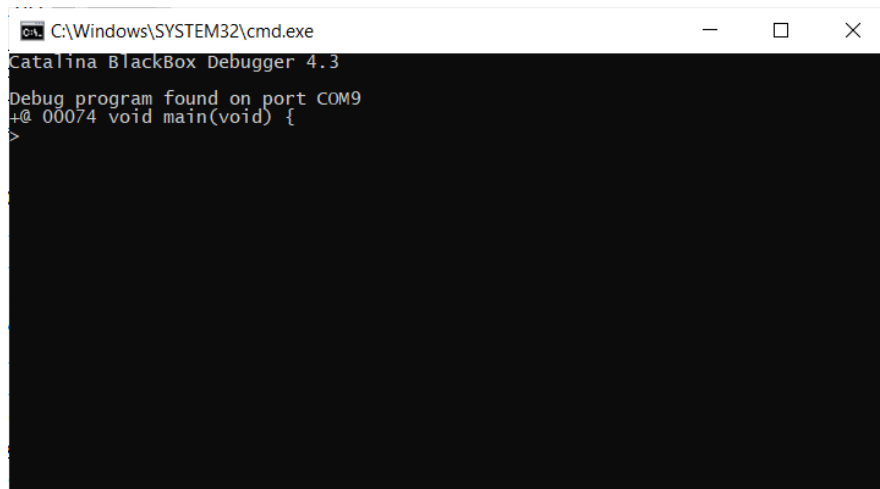 C:\Windows\SYSTEM32\cmd.exe
Catalina BlackBox Debugger 4.3
Debug program found on port COM9
+@ 00074 void main(void) {
>